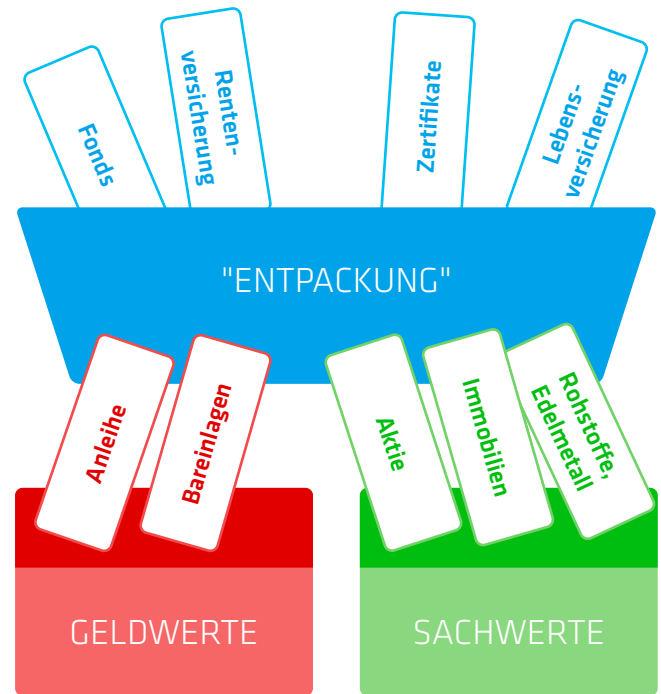 Fonds
Renten-
versicherung
Zertifikate
Lebens-
versicherung
"ENTPACKUNG"
Anleihe
Bareinlagen
Aktie
Immobilien
Rohstoffe,
Edelmetall
GELDWERTE
SACHWERTE